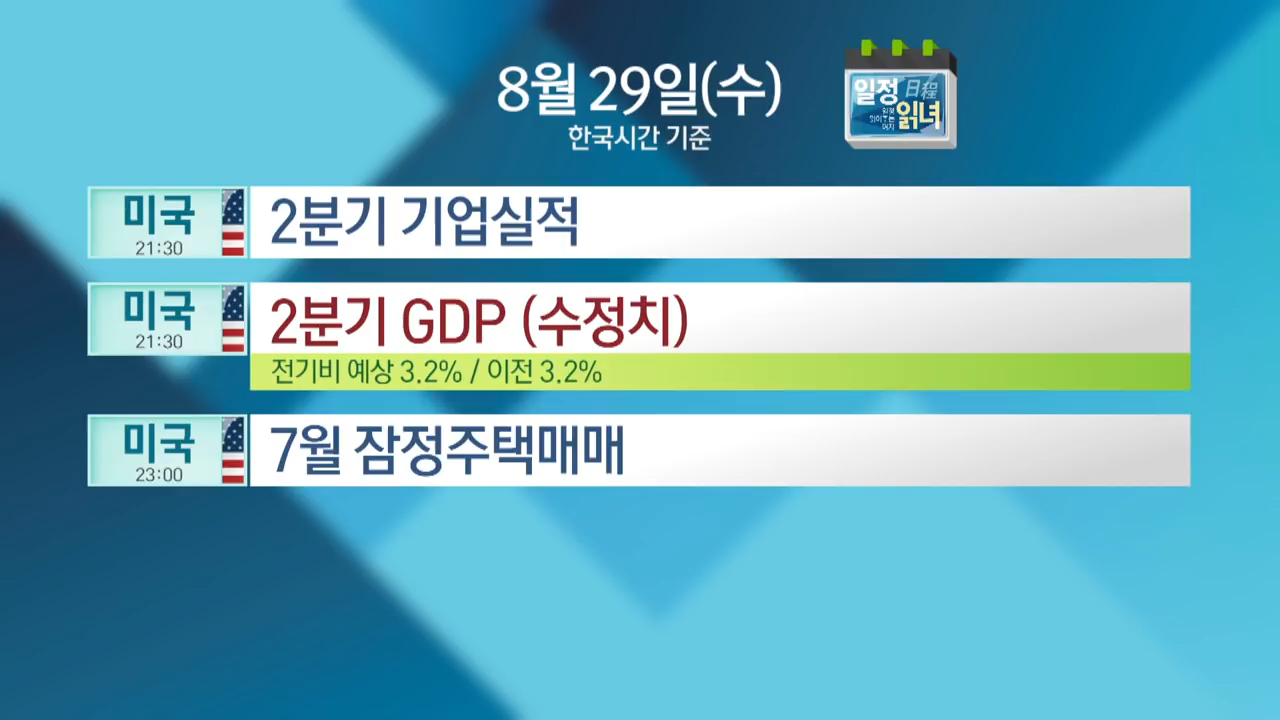 8월 29일(수)
한국시간 기준
일정 日程
읽녀
미국
21:30
2분기 기업실적
미국
21:30
2분기 GDP (수정치)
전기비 예상 3.2% / 이전 3.2%
미국
23:00
7월 잠정주택매매